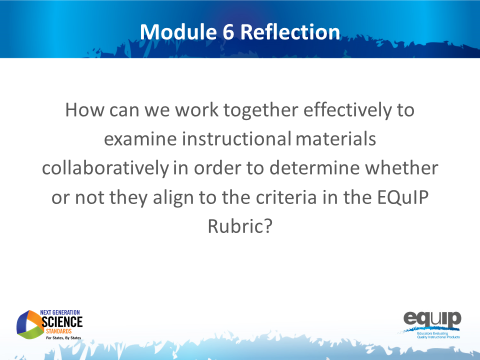 Module 6 Reflection
How can we work together effectively to
examine instructional materials
collaboratively in order to determine whether
or not they align to the criteria in the EQuIP
Rubric?
NEXT GENERATION
SCIENCE
STANDARDS
For States, By States
equip
Educators Evaluating
Quality Instructional Products